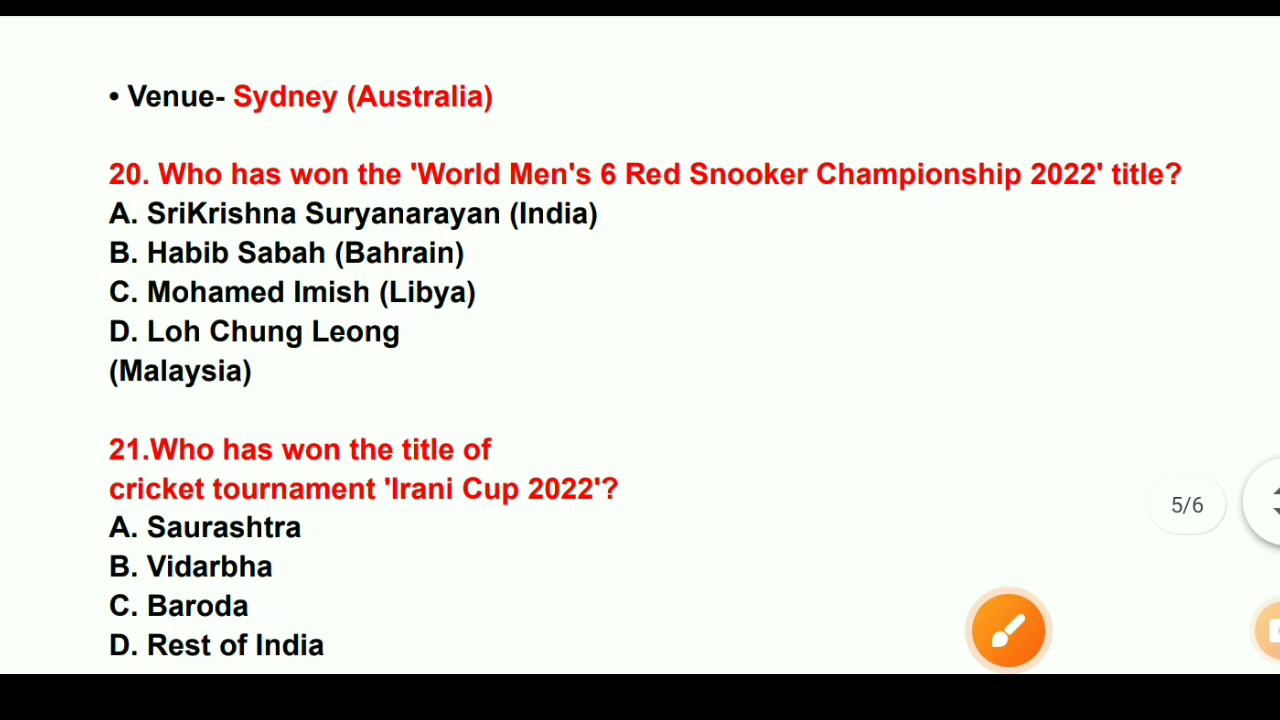 • Venue- Sydney (Australia)
20. Who has won the 'World Men's 6 Red Snooker Championship 2022' title?
A. SriKrishna Suryanarayan (India)
B. Habib Sabah (Bahrain)
C. Mohamed Imish (Libya)
D. Loh Chung Leong
(Malaysia)
21.Who has won the title of
cricket tournament 'Irani Cup 2022'?
A. Saurashtra
B. Vidarbha
C. Baroda
D. Rest of India
5/6